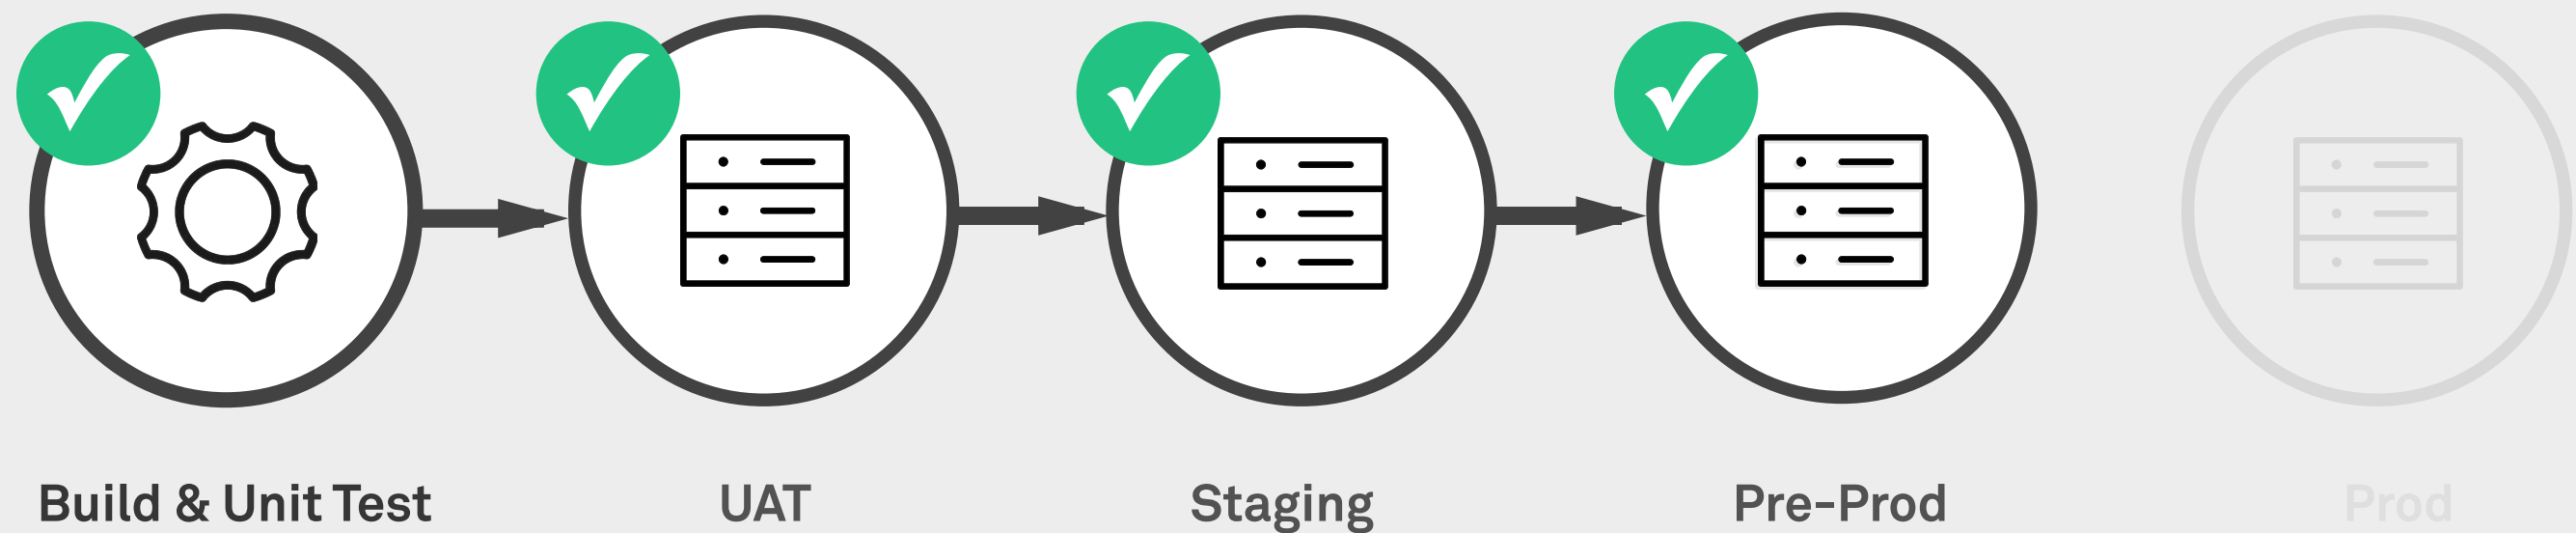 Build & Unit Test
UAT
Staging
Pre-Prod
Prod